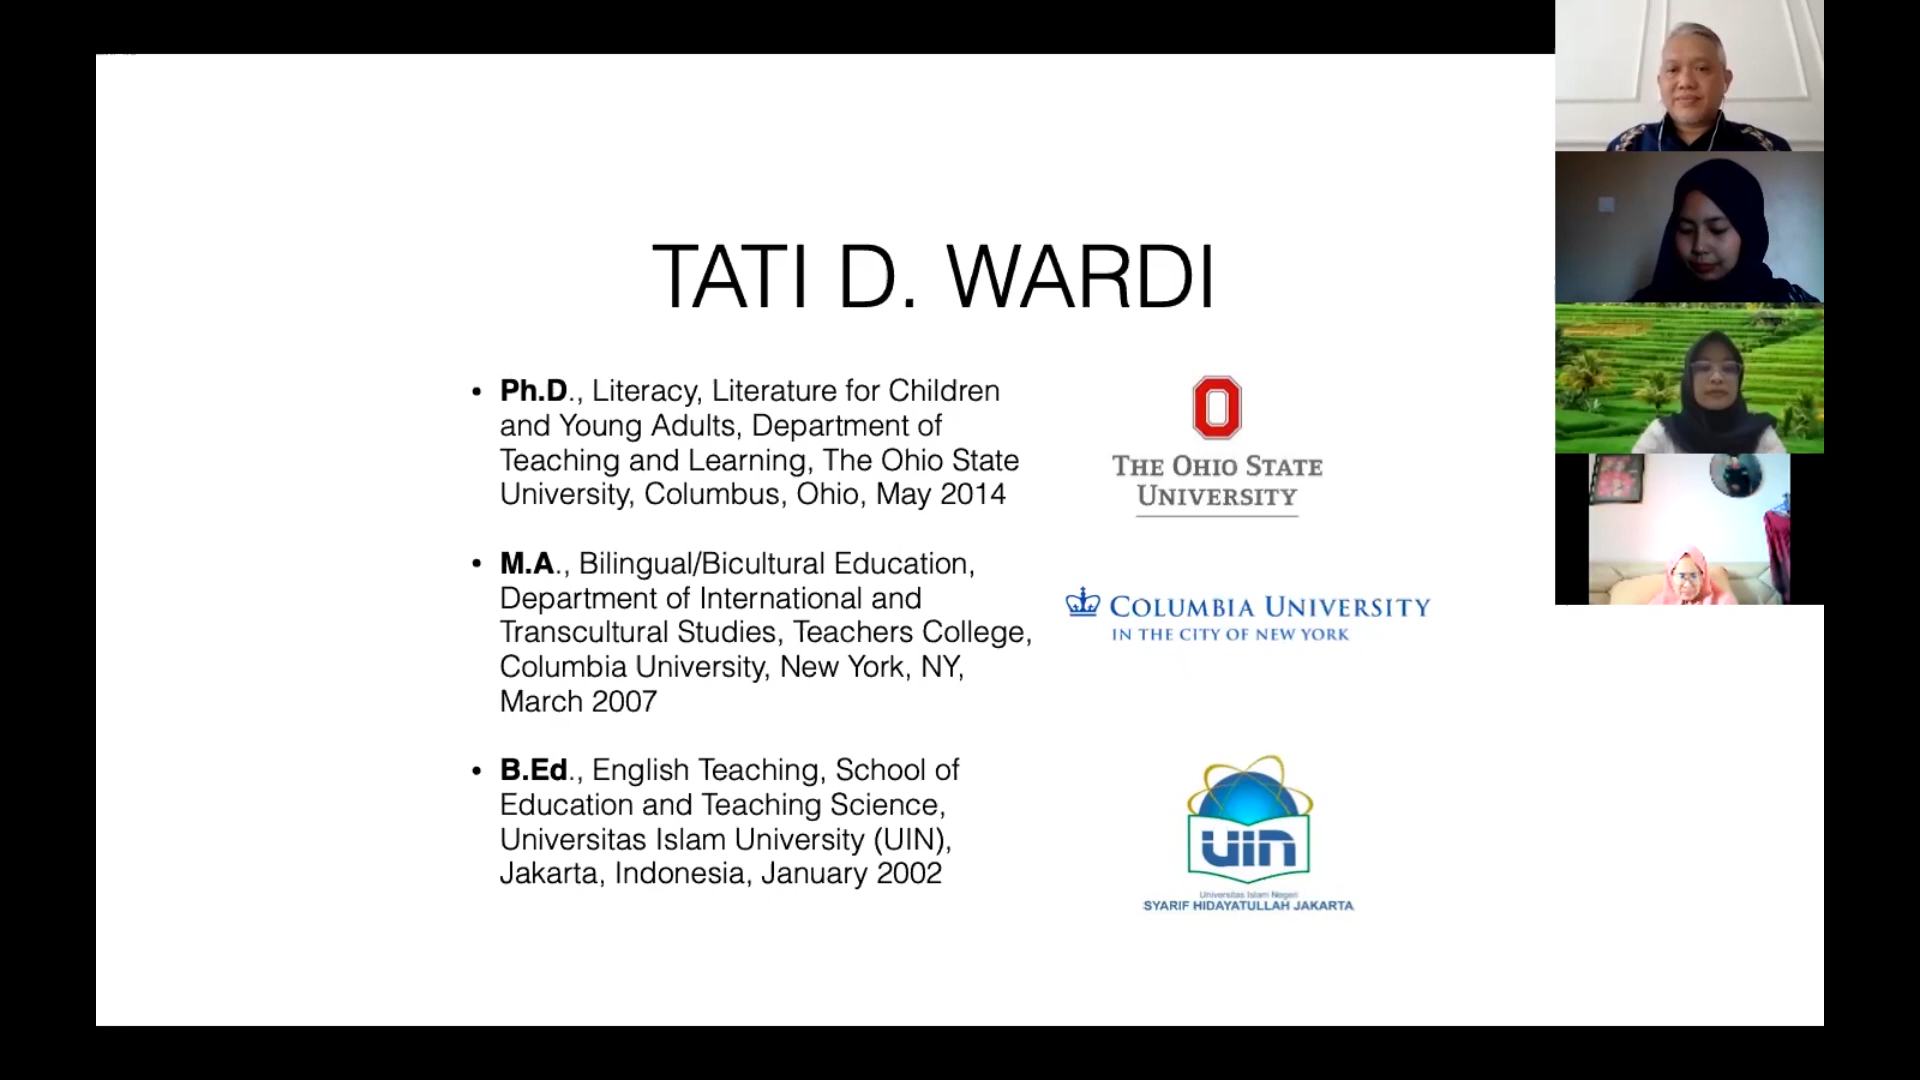 TATI D. WARDI
• Ph.D., Literacy, Literature for Children
and Young Adults, Department of
Teaching and Learning, The Ohio State
University, Columbus, Ohio, May 2014
THE OHIO STATE
UNIVERSITY
• M.A., Bilingual/Bicultural Education,
Department of International and
Transcultural Studies, Teachers College,
Columbia University, New York, NY,
March 2007
COLUMBIA UNIVERSITY
IN THE CITY OF NEW YORK
• B.Ed., English Teaching, School of
Education and Teaching Science,
Universitas Islam University (UIN),
Jakarta, Indonesia, January 2002
UIN
Universitas Islam Negeri
SYARIF HIDAYATULLAH JAKARTA